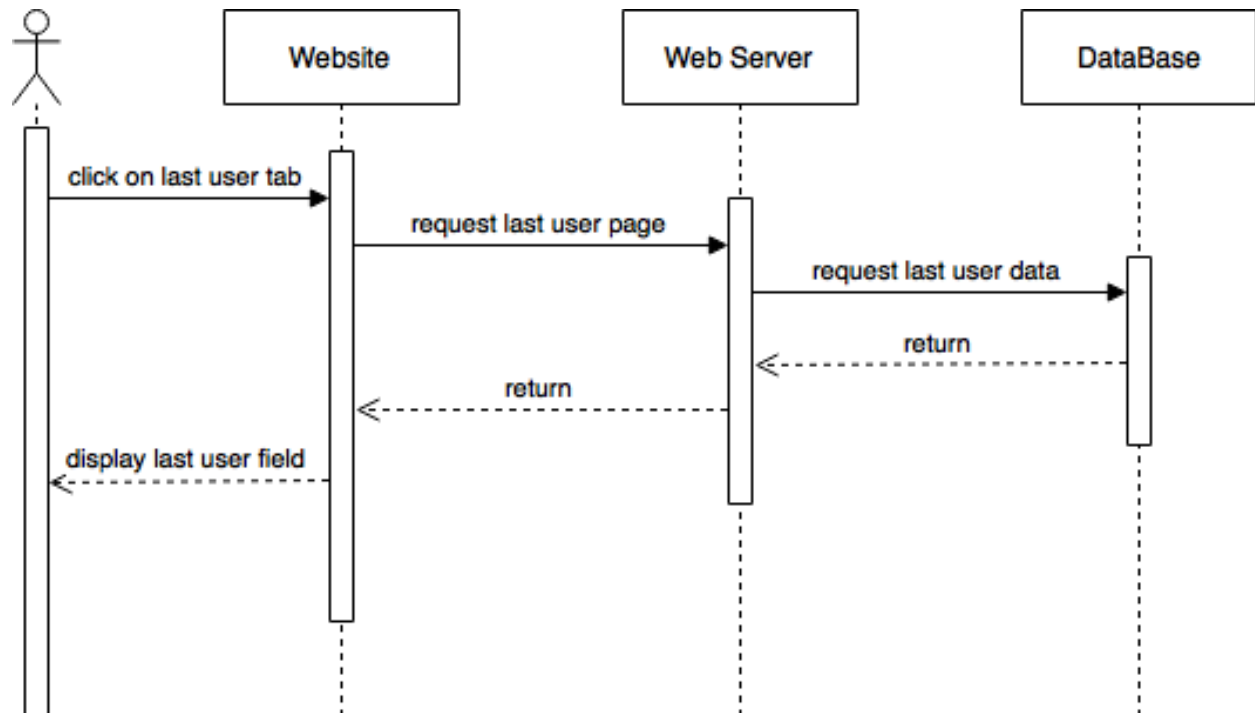 Website
Web Server
DataBase
click on last user tab
request last user page
request last user data
return
return
display last user field